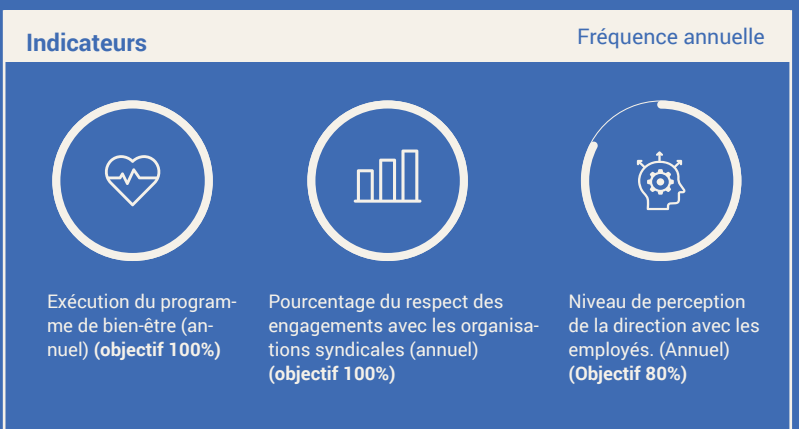 Indicateurs
Fréquence annuelle
Exécution du program-
me de bien-être (an-
nuel) (objectif 100%)
Pourcentage du respect des
engagements avec les organisa-
tions syndicales (annuel)
(objectif 100%)
Niveau de perception
de la direction avec les
employés. (Annuel)
(Objectif 80%)